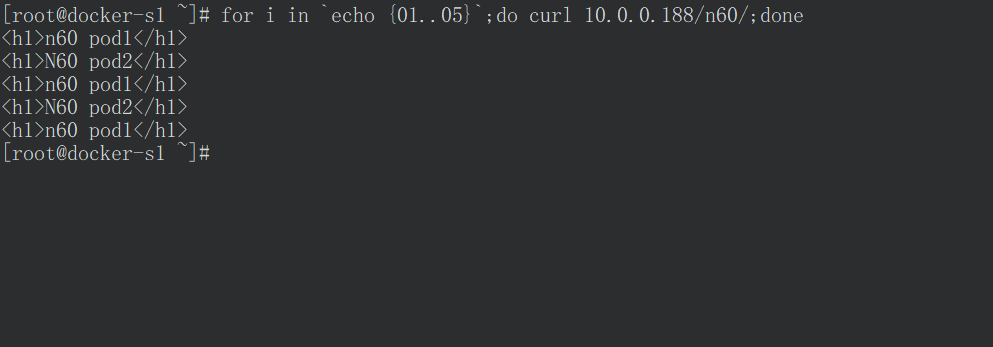 [root@docker-s1 ~]# for i in `echo {01..05}`;do curl 10.0.0.188/n60/;done
<h1>n60 pod1</h1>
<h1>N60 pod2</h1>
<h1>n60 pod1</h1>
<h1>N60 pod2</h1>
<h1>n60 pod1</h1>
[root@docker-s1 ~]#